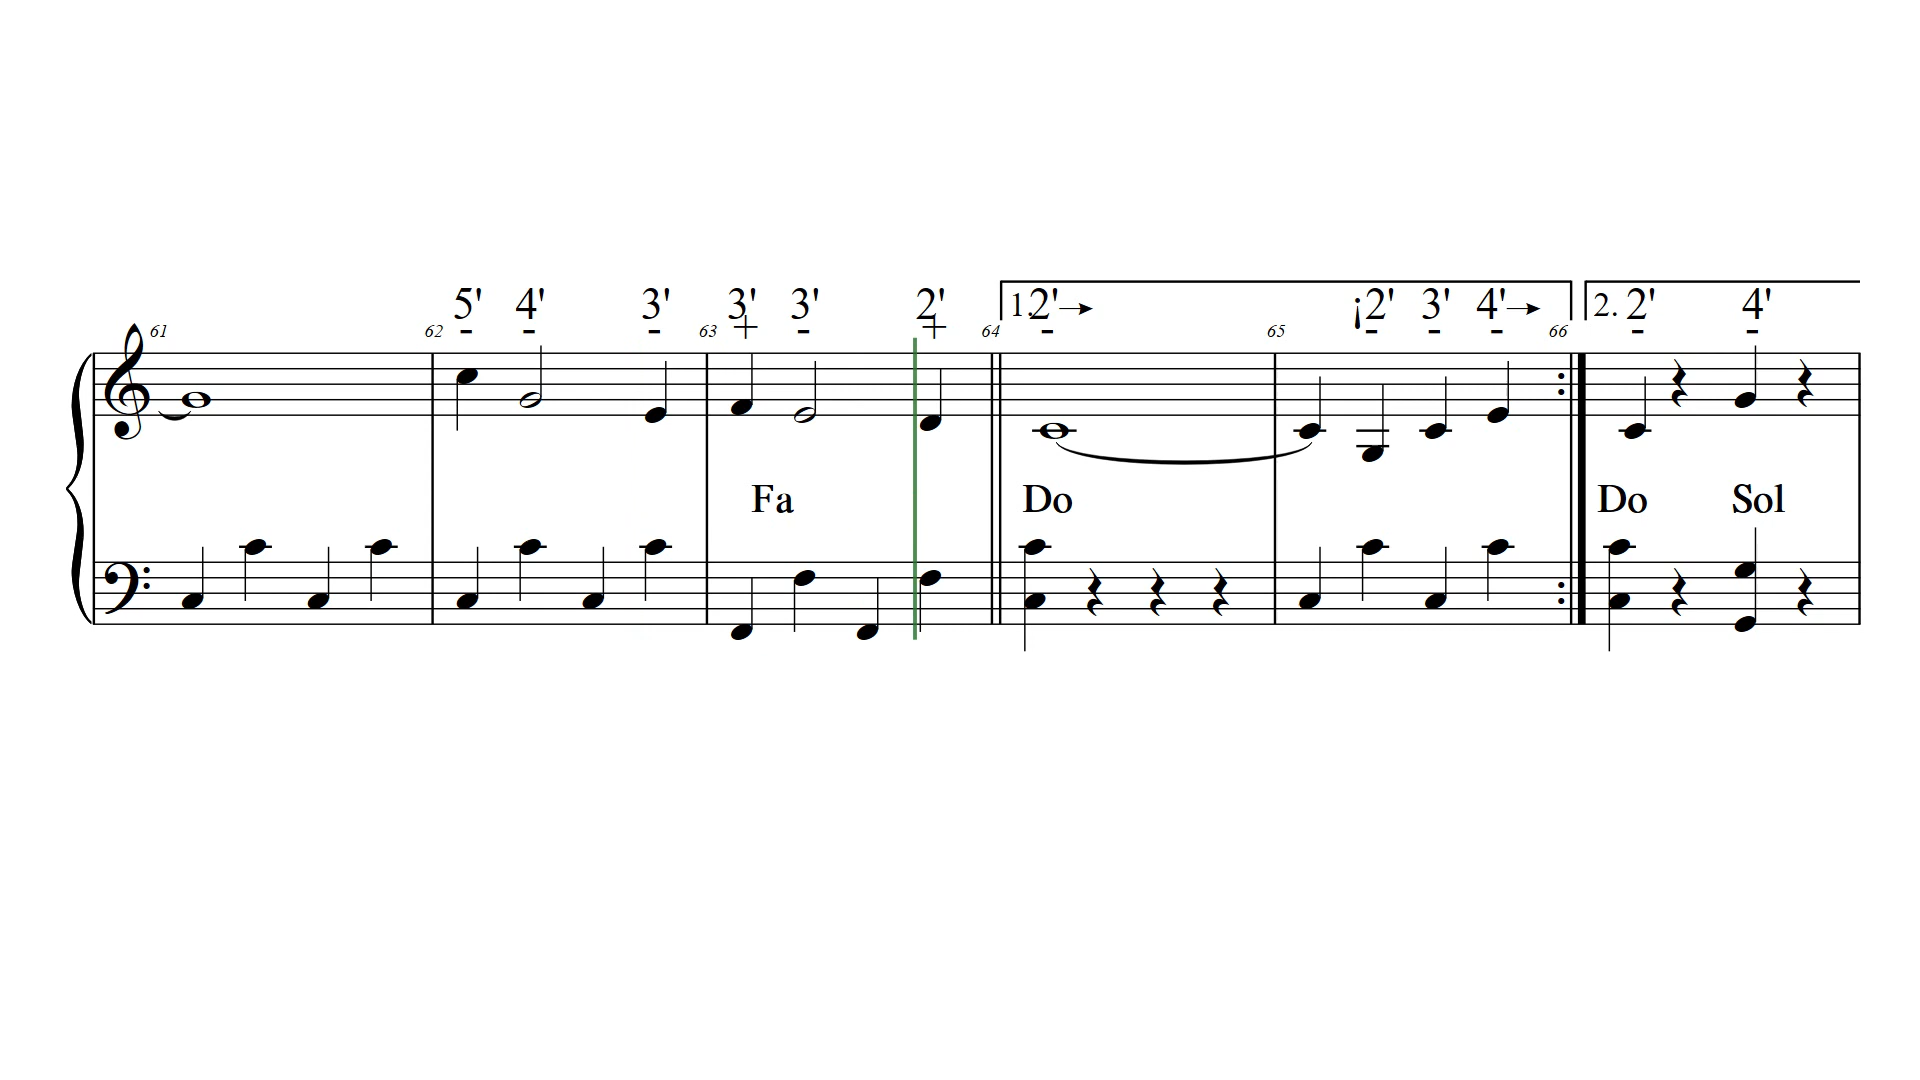 5' 4' 3' 3' 3' 2' 1. 2' ¡2' 3' 4' 2. 2' 4'
- - - + - + - - - - - -
61 62 63 64 65 66
Fa Do Do Sol